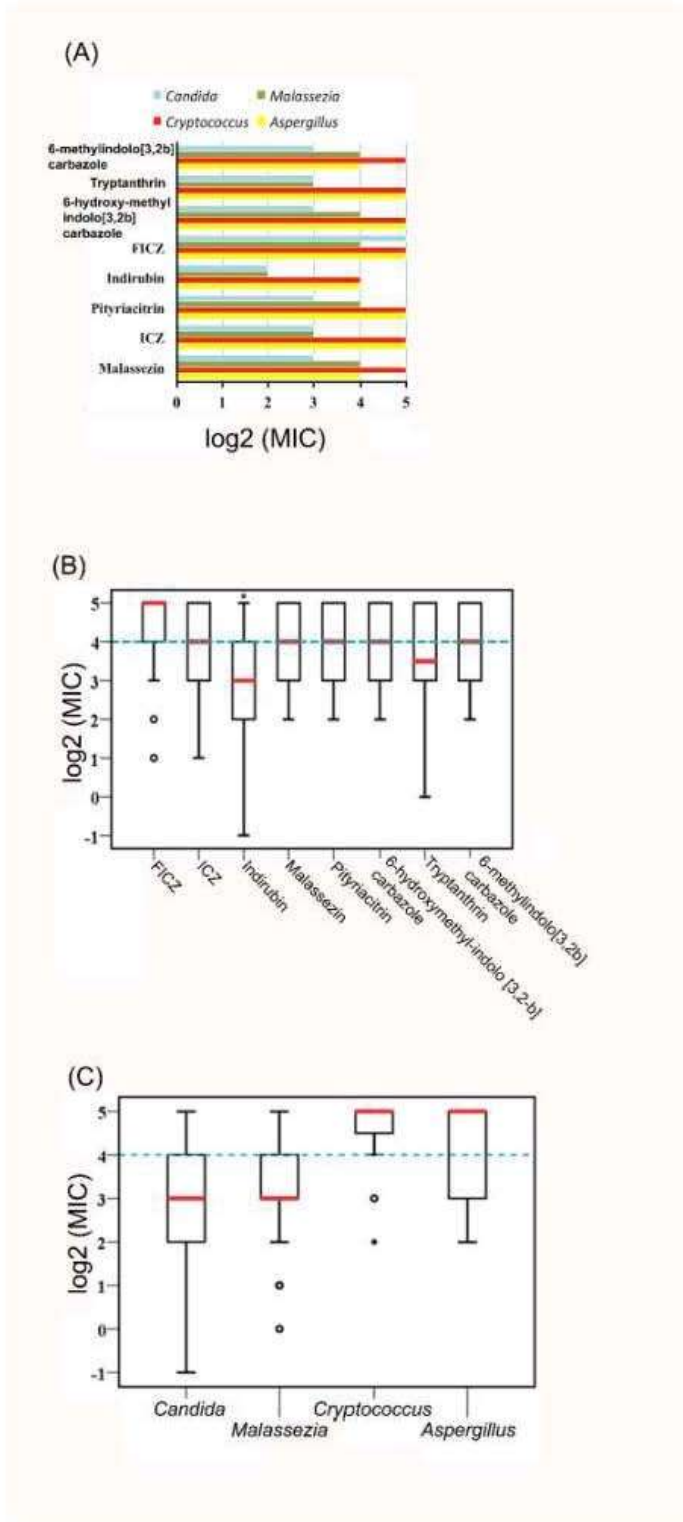 (A)
Candida Malassezia
Cryptococcus Aspergillus
6-methylindolo[3,2b]
carbazole
Tryptanthrin
6-hydroxy-methyl
indolo[3,2b]
carbazole
FICZ
Indirubin
Pityriacitrin
ICZ
Malassezin
0 1 2 3 4 5
log2 (MIC)
(B)
log2 (MIC)
5
4
3
2
1
0
-1
FICZ
ICZ
Indirubin
Malassezin
Pityriacitrin
6-hydroxymethyl-indolo [3,2-b]
carbazole
Tryptanthrin
6-methylindolo[3,2b]
carbazole
(C)
log2 (MIC)
5
4
3
2
1
0
-1
Candida
Malassezia
Cryptococcus
Aspergillus